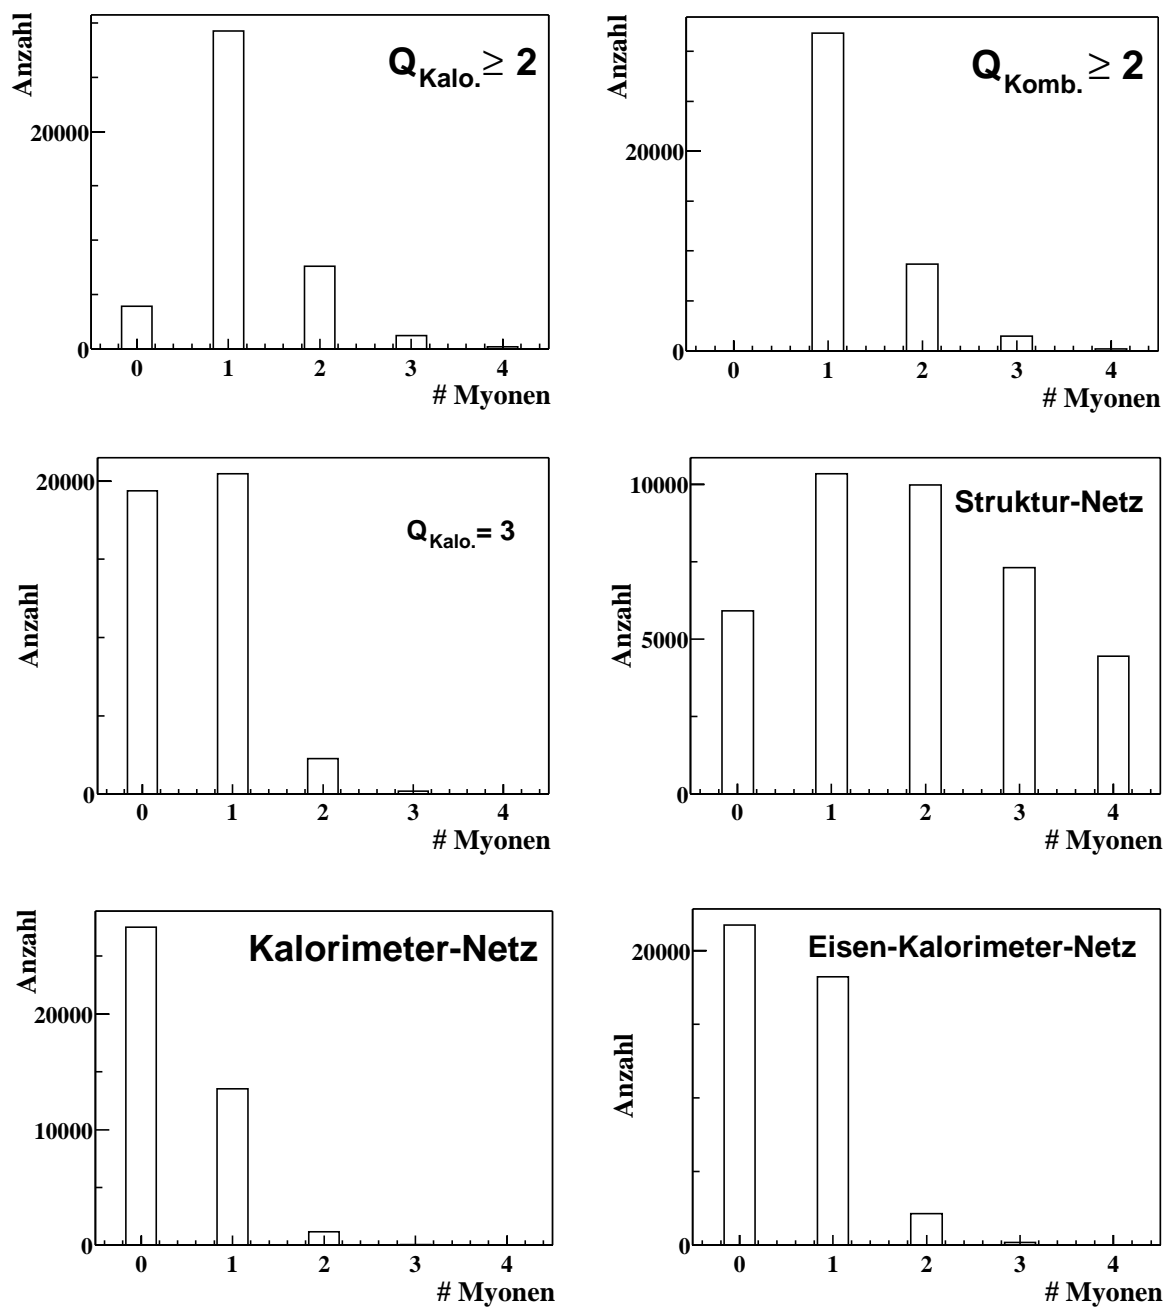 Anzahl
Q Kalo. ≥ 2
20000
0
0 1 2 3 4
# Myonen
Anzahl
Q Komb. ≥ 2
20000
0
0 1 2 3 4
# Myonen
Anzahl
20000
Q Kalo. = 3
0
0 1 2 3 4
# Myonen
Anzahl
10000
Struktur-Netz
5000
0
0 1 2 3 4
# Myonen
Anzahl
Kalorimeter-Netz
20000
10000
0
0 1 2 3 4
# Myonen
Anzahl
Eisen-Kalorimeter-Netz
20000
0
0 1 2 3 4
# Myonen